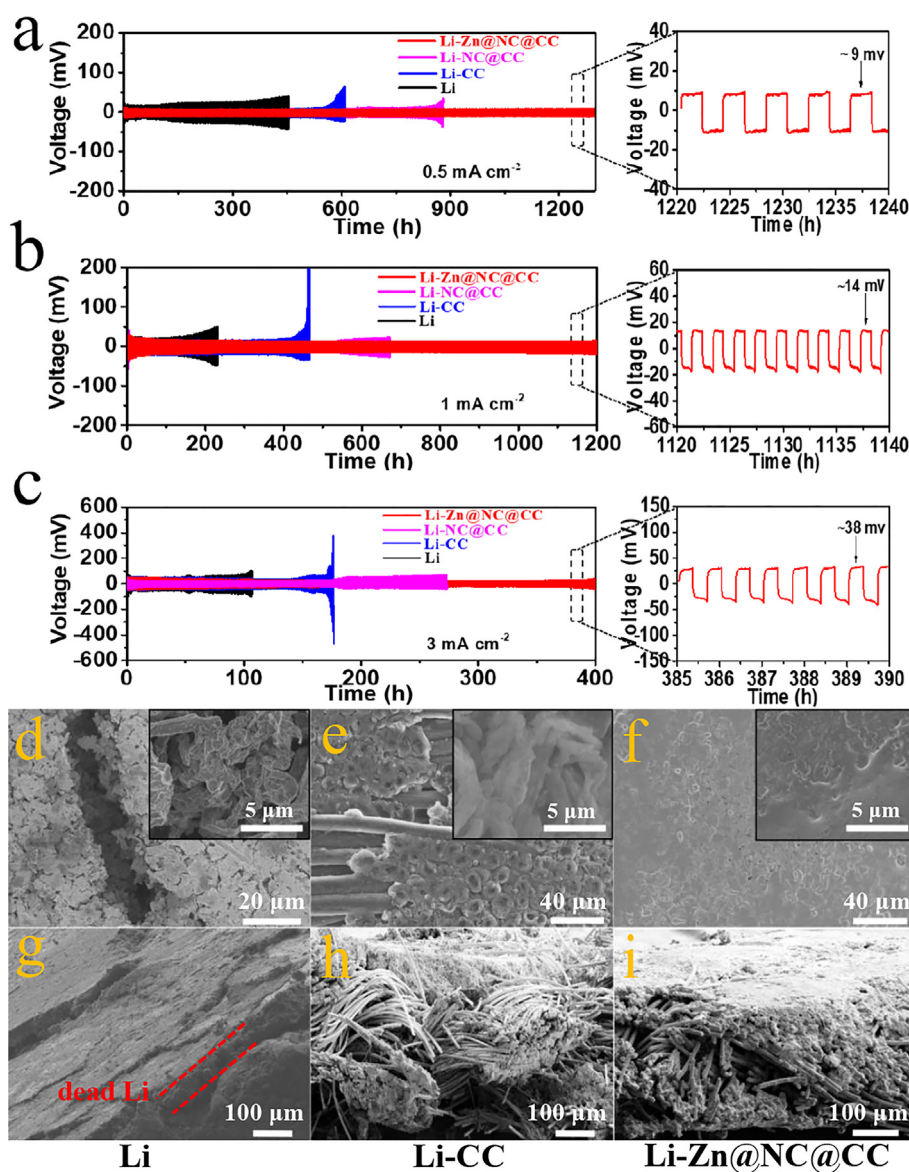 a
Voltage (mV)
200
100
0
-100
-200
Li-Zn@NC@CC
Li-NC@CC
Li-CC
Li
0.5 mA cm⁻²
0 300 600 900 1200
Time (h)
Voltage (mV)
40
20
0
-20
40
~ 9 mv
1220 1225 1230 1235 1240
Time (h)
b
Voltage (mV)
200
100
0
-100
-200
Li-Zn@NC@CC
Li-NC@CC
Li-CC
Li
1 mA cm⁻²
0 200 400 600 800 1000 1200
Time (h)
Voltage (mV)
60
40
20
0
-20
-40
-60
~14 mV
1120 1125 1130 1135 1140
Time (h)
c
Voltage (mV)
600
400
200
0
-200
-400
-600
Li-Zn@NC@CC
Li-NC@CC
Li-CC
Li
3 mA cm⁻²
0 100 200 300 400
Time (h)
Voltage (mV)
150
100
50
0
-50
-100
-150
~38 mv
385 386 387 388 389 390
Time (h)
d
5 μm
20 μm
e
5 μm
40 μm
f
5 μm
40 μm
g
dead Li
100 μm
h
100 μm
i
100 μm
Li
Li-CC
Li-Zn@NC@CC